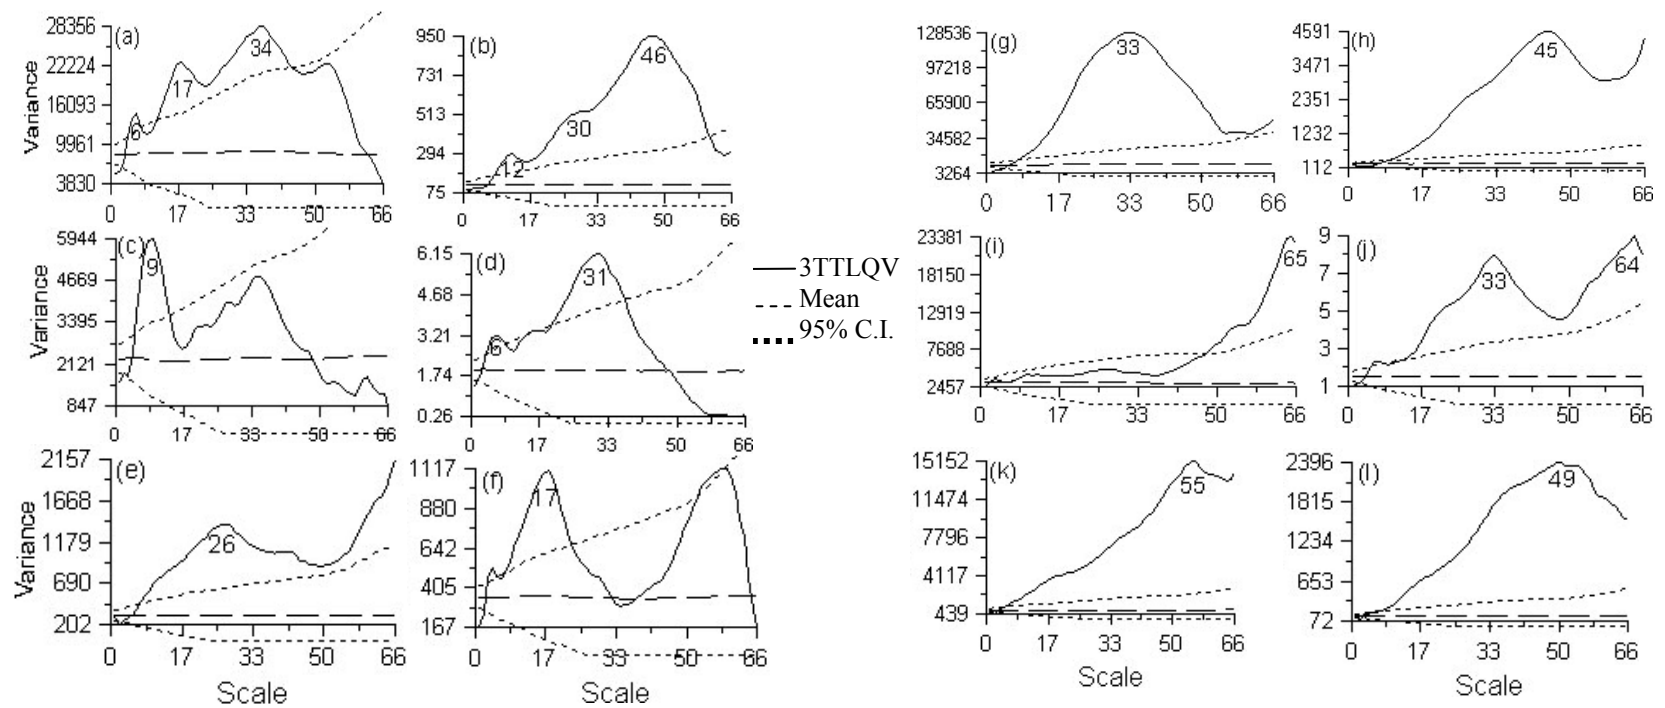 (a)
Variance
28356
22224
16093
9961
3830
6
17
34
0 17 33 50 66
(b)
950
731
513
294
75
12
30
46
0 17 33 50 66
(c)
Variance
5944
4669
3395
2121
847
9
0 17 33 50 66
(d)
6.15
4.68
3.21
1.74
0.26
6
31
0 17 33 50 66
(e)
Variance
2157
1668
1179
690
202
26
0 17 33 50 66
Scale
(f)
1117
880
642
405
167
17
0 17 33 50 66
Scale
3TTLQV
Mean
95% C.I.
(g)
128536
97218
65900
34582
3264
33
0 17 33 50 66
(h)
4591
3471
2351
1232
112
45
0 17 33 50 66
(i)
23381
18150
12919
7688
2457
65
0 17 33 50 66
(j)
9
7
5
3
1
33
64
0 17 33 50 66
(k)
15152
11474
7796
4117
439
55
0 17 33 50 66
Scale
(l)
2396
1815
1234
653
72
49
0 17 33 50 66
Scale